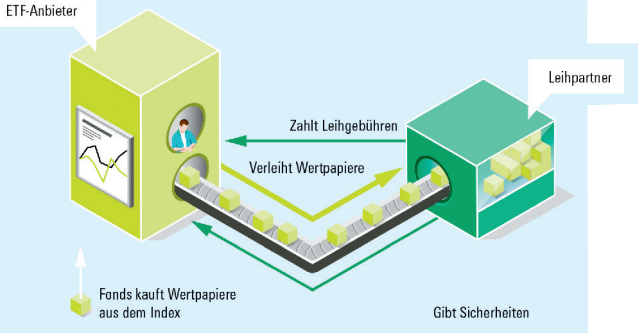 ETF-Anbieter
Leihpartner
Zahlt Leihgebühren
Verleiht Wertpapiere
Fonds kauft Wertpapiere
aus dem Index
Gibt Sicherheiten